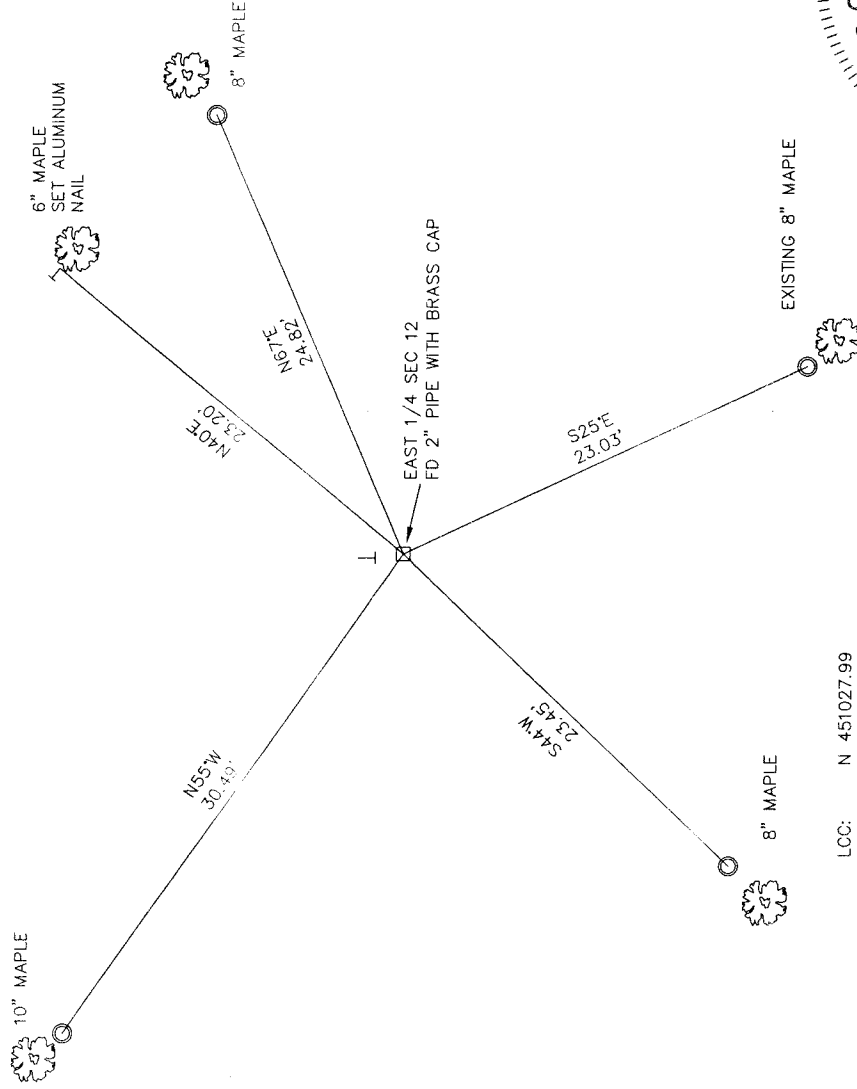 10" MAPLE
6" MAPLE
SET ALUMINUM
NAIL
8" MAPLE
N55°W
30.49'
N40°E
23.20'
N67°E
24.82'
EAST 1/4 SEC 12
FD 2" PIPE WITH BRASS CAP
S44°W
23.45'
S25°E
23.03'
8" MAPLE
EXISTING 8" MAPLE
LCC: N 451027.99